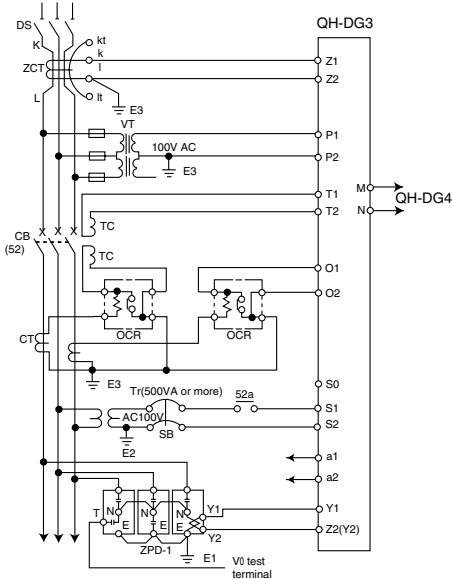 QH-DG3
DS
K
kt
k
l
ZCT
L
lt
E3
Z1
Z2
VT
100V AC
E3
P1
P2
M
N
QH-DG4
T1
T2
TC
CB
(52)
TC
O1
O2
OCR
OCR
CT
E3
S0
Tr(500VA or more)
52a
S1
AC100V
SB
S2
E2
a1
a2
T
N
N
N
E
E
E
Y1
Y1
Y2
Z2(Y2)
ZPD-1
E1
V0 test
terminal